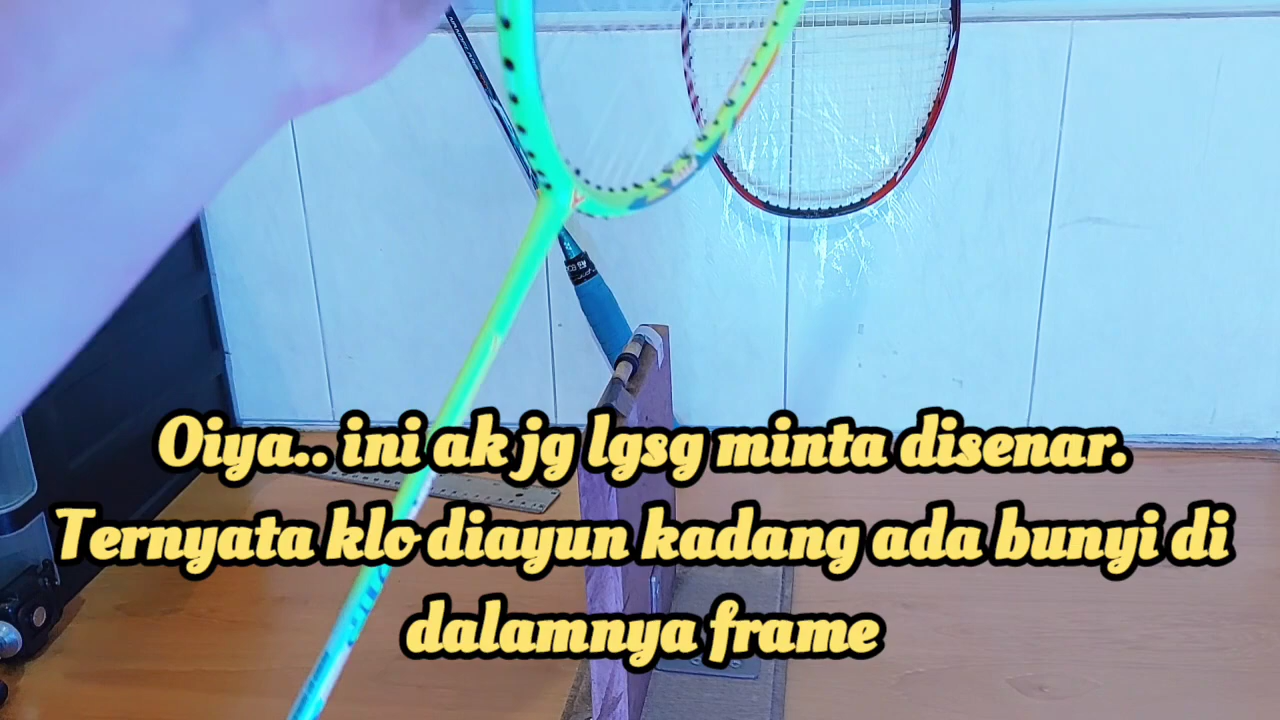 Oiya.. ini ak jg lgsg minta disenar.
Ternyata klo diayun kadang ada bunyi di
dalamnya frame